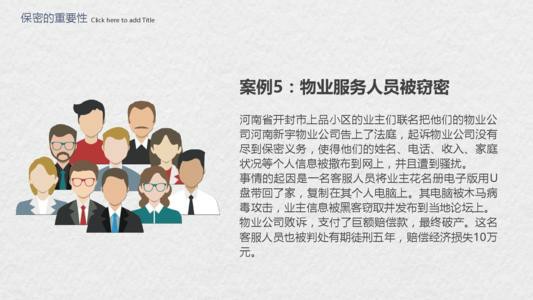 保密的重要性 Click here to add Title
案例5：物业服务人员被窃密
河南省开封市上品小区的业主们联名把他们的物业公
司河南新宇物业公司告上了法庭，起诉物业公司没有
尽到保密义务，使得他们的姓名、电话、收入、家庭
状况等个人信息被撒布到网上，并且遭到骚扰。
事情的起因是一名客服人员将业主花名册电子版用U
盘带回了家，复制在其个人电脑上。其电脑被木马病
毒攻击，业主信息被黑客窃取并发布到当地论坛上。
物业公司败诉，支付了巨额赔偿款，最终破产。这名
客服人员也被判处有期徒刑五年，赔偿经济损失10万
元。